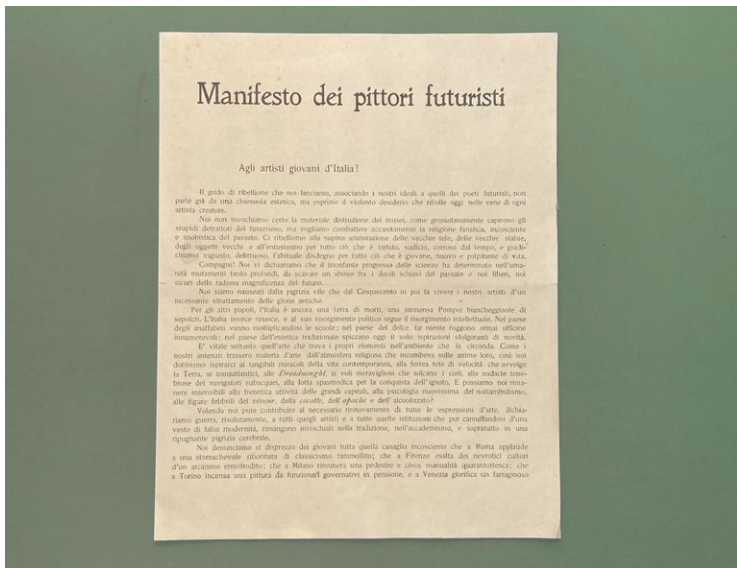 Manifesto dei pittori futuristi
Agli artisti giovani d'Italia!
Il grido di ribellione che noi lanciamo, associando i nostri ideali a quelli dei poeti futuristi, non
parte già da una chiesuola estetica, ma esprime il violento desiderio che ribolle oggi nelle vene di ogni
artista creatore.
Noi non invochiamo certo la materiale distruzione dei musei, come grossolanamente capirono gli
stupidi detrattori del futurismo, ma vogliamo combattere accanitamente la religione fanatica, incosciente
e snobistica del passato. Ci ribelliamo alla supina ammirazione delle vecchie tele, delle vecchie statue,
degli oggetti vecchi e all'entusiasmo per tutto ciò che è tarlato, sudicio, corroso dal tempo, e giudi-
chiamo ingiusto, delittuoso, l'abituale disdegno per tutto ciò che è giovane, nuovo e palpitante di vita.
Compagni! Noi vi dichiariamo che il trionfante progresso delle scienze ha determinato nell'uma-
nità mutamenti tanto profondi, da scavare un abisso fra i docili schiavi del passato e noi liberi, noi
sicuri della radiosa magnificenza del futuro.
Noi siamo nauseati dalla pigrizia vile che dal Cinquecento in poi fa vivere i nostri artisti d'un
incessante sfruttamento delle glorie antiche.
Per gli altri popoli, l'Italia è ancora una terra di morti, una immensa Pompei biancheggiante di
sepolcri. L'Italia invece rinasce, e al suo risorgimento politico segue il risorgimento intellettuale. Nel paese
degli analfabeti vanno moltiplicandosi le scuole; nel paese del dolce far niente ruggono ormai officine
innumerevoli; nel paese dell'estetica tradizionale spiccano oggi il volo ispirazioni sfolgoranti di novità.
E' vitale soltanto quell'arte che trova i propri elementi nell'ambiente che la circonda. Come i
nostri antenati trassero materia d'arte dall'atmosfera religiosa che incombeva sulle anime loro, così noi
dobbiamo ispirarci ai tangibili miracoli della vita contemporanea, alla ferrea rete di velocità che avvolge
la Terra, ai transatlantici, alle Dreadnought, ai voli meravigliosi che solcano i cieli, alle audacie tene-
brose dei navigatori subacquei, alla lotta spasmodica per la conquista dell'ignoto. E possiamo noi rima-
nere insensibili alla frenetica attività delle grandi capitali, alla psicologia nuovissima del nottambulismo,
alle figure febbrili del viveur, della cocotte, dell'apache e dell'alcoolizzato?
Volendo noi pure contribuire al necessario rinnovamento di tutte le espressioni d'arte, dichia-
riamo guerra, risolutamente, a tutti quegli artisti e a tutte quelle istituzioni che pur camuffandosi d'una
veste di falsa modernità, rimangono invischiati nella tradizione, nell'accademismo, e sopratutto in una
ripugnante pigrizia cerebrale.
Noi denunciamo al disprezzo dei giovani tutta quella canaglia incosciente che a Roma applaude
a una stomachevole rifioritura di classicismo rammollito; che a Firenze esalta dei nevrotici cultori
d'un arcaismo ermafrodito; che a Milano rimunera una pedestre e cieca manualità quarantottesca; che
a Torino incensa una pittura da funzionari governativi in pensione, e a Venezia glorifica un farraginoso